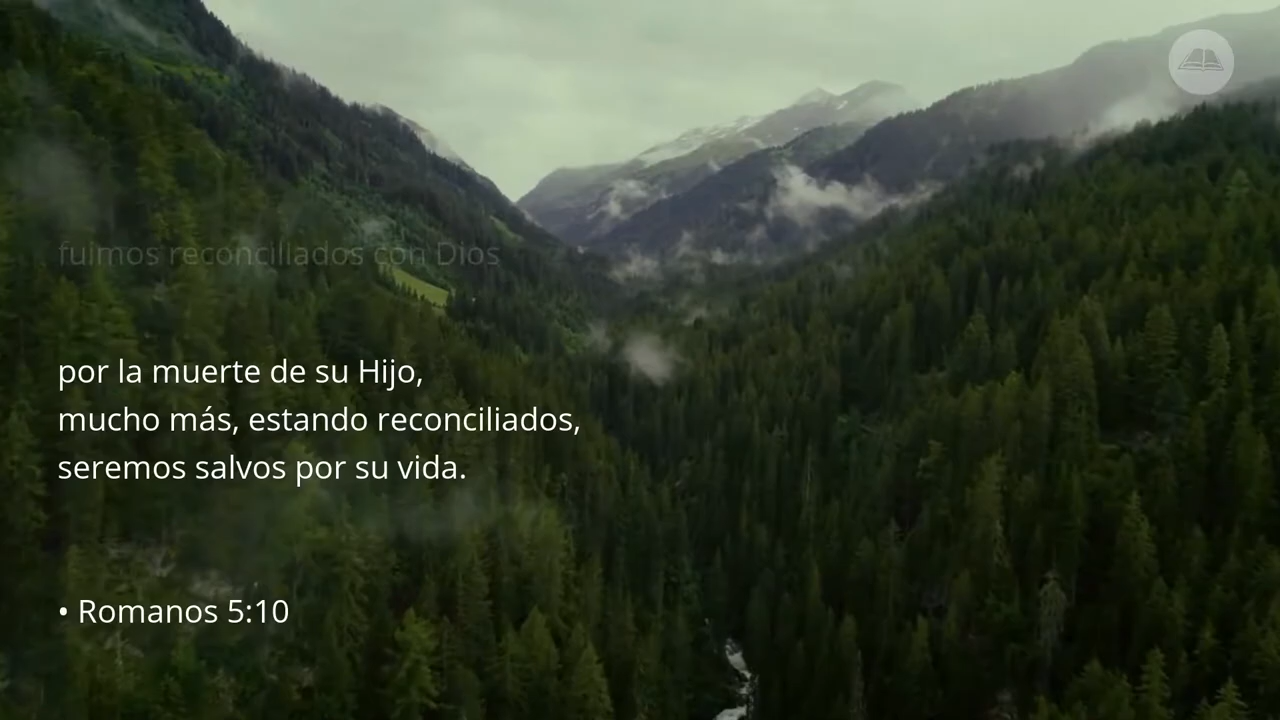 fuimos reconciliados con Dios
por la muerte de su Hijo,
mucho más, estando reconciliados,
seremos salvos por su vida.
• Romanos 5:10